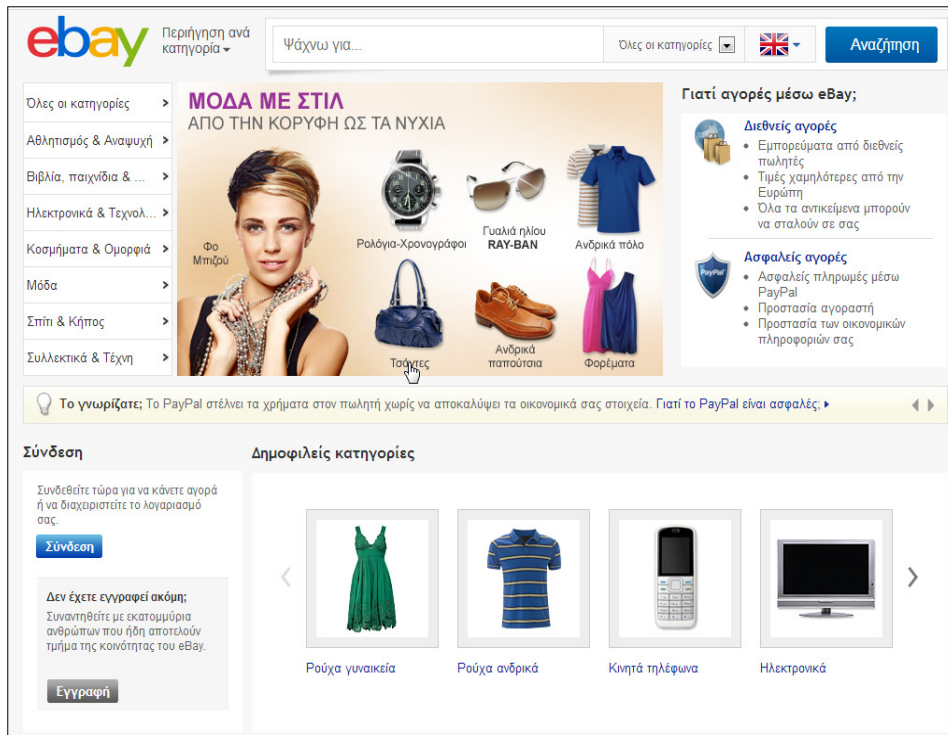 ebay
Περιήγηση ανά
κατηγορία
Ψάχνω για...
Όλες οι κατηγορίες
Αναζήτηση
Όλες οι κατηγορίες
Αθλητισμός & Αναψυχή
Βιβλία, παιχνίδια & ...
Ηλεκτρονικά & Τεχνολ...
Κοσμήματα & Ομορφιά
Μόδα
Σπίτι & Κήπος
Συλλεκτικά & Τέχνη
ΜΟΔΑ ΜΕ ΣΤΙΛ
ΑΠΟ ΤΗΝ ΚΟΡΥΦΗ ΩΣ ΤΑ ΝΥΧΙΑ
Φο
Μπιζού
Ρολόγια-Χρονογράφοι
Γυαλιά ηλίου
RAY-BAN
Ανδρικά πόλο
Τσάντες
Ανδρικά
παπούτσια
Φορέματα
Γιατί αγορές μέσω eBay;
Διεθνείς αγορές
• Εμπορεύματα από διεθνείς
πωλητές
• Τιμές χαμηλότερες από την
Ευρώπη
• Όλα τα αντικείμενα μπορούν
να σταλούν σε σας
PayPal
Ασφαλείς αγορές
• Ασφαλείς πληρωμές μέσω
PayPal
• Προστασία αγοραστή
• Προστασία των οικονομικών
πληροφοριών σας
Το γνωρίζατε; Το PayPal στέλνει τα χρήματα στον πωλητή χωρίς να αποκαλύψει τα οικονομικά σας στοιχεία. Γιατί το PayPal είναι ασφαλές;
Σύνδεση
Συνδεθείτε τώρα για να κάνετε αγορά
ή να διαχειριστείτε το λογαριασμό
σας.
Σύνδεση
Δεν έχετε εγγραφεί ακόμη;
Συναντηθείτε με εκατομμύρια
ανθρώπων που ήδη αποτελούν
τμήμα της κοινότητας του eBay.
Εγγραφή
Δημοφιλείς κατηγορίες
Ρούχα γυναικεία
Ρούχα ανδρικά
Κινητά τηλέφωνα
Ηλεκτρονικά